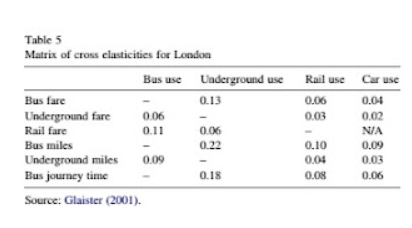 Table 5
Matrix of cross elasticities for London
Bus use Underground use Rail use Car use
Bus fare – 0.13 0.06 0.04
Underground fare 0.06 – 0.03 0.02
Rail fare 0.11 0.06 – N/A
Bus miles – 0.22 0.10 0.09
Underground miles 0.09 – 0.04 0.03
Bus journey time – 0.18 0.08 0.06
Source: Glaister (2001).